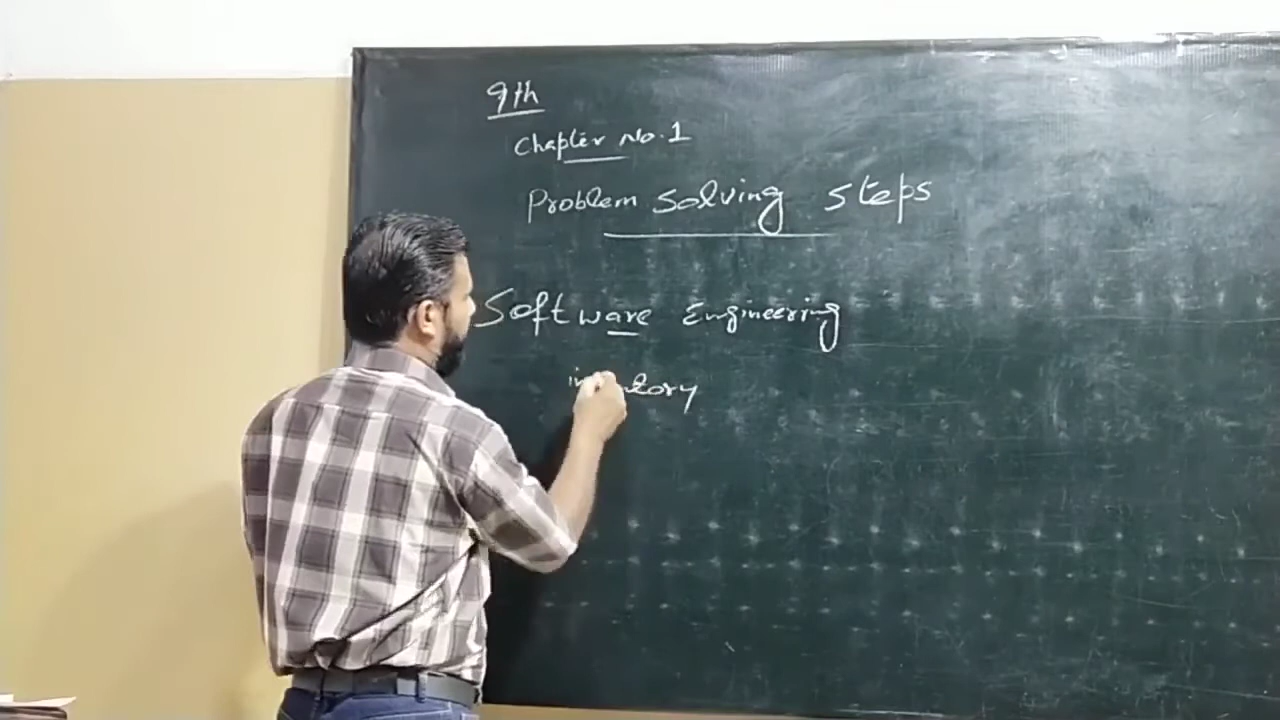 9th
Chapter No.1
Problem Solving Steps
Software Engineering